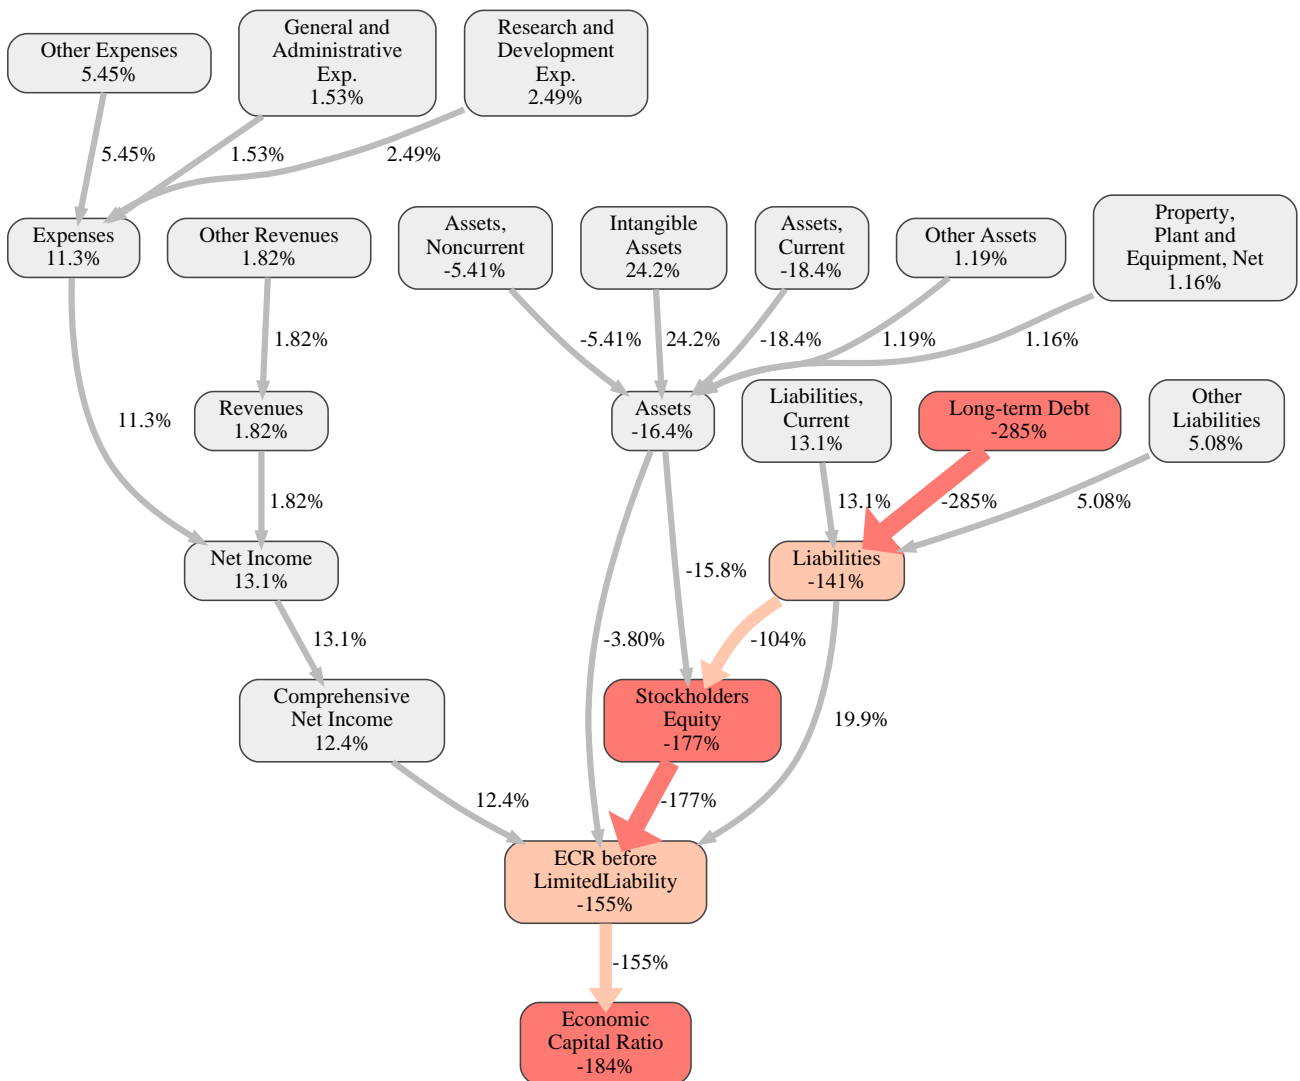 Other Expenses
5.45%
General and
Administrative
Exp.
1.53%
Research and
Development
Exp.
2.49%
5.45%
1.53%
2.49%
Expenses
11.3%
Other Revenues
1.82%
Assets,
Noncurrent
-5.41%
Intangible
Assets
24.2%
Assets,
Current
-18.4%
Other Assets
1.19%
Property,
Plant and
Equipment, Net
1.16%
1.82%
-5.41%
24.2%
-18.4%
1.19%
1.16%
11.3%
Revenues
1.82%
Assets
-16.4%
Liabilities,
Current
13.1%
Long-term Debt
-285%
Other
Liabilities
5.08%
1.82%
13.1%
-285%
5.08%
Net Income
13.1%
-15.8%
Liabilities
-141%
13.1%
-3.80%
-104%
Comprehensive
Net Income
12.4%
Stockholders
Equity
-177%
19.9%
12.4%
-177%
ECR before
LimitedLiability
-155%
-155%
Economic
Capital Ratio
-184%